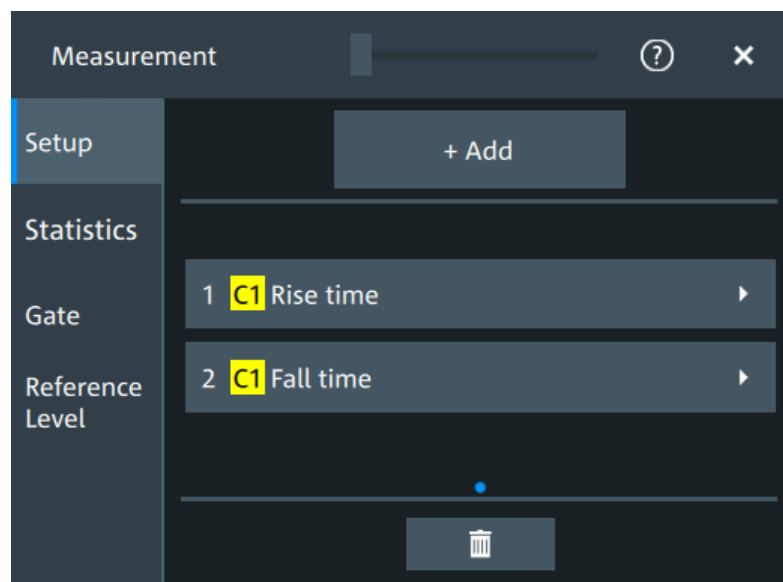 Measurement ?
Setup
+ Add
Statistics
1 C1 Rise time
Gate
2 C1 Fall time
Reference
Level